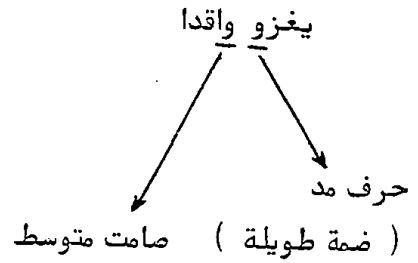 يغزو واقدا
حرف مد
( ضمة طويلة )
صامت متوسط